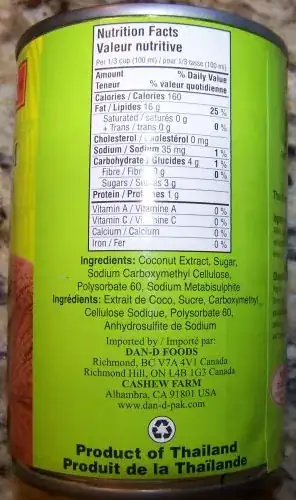 Nutrition Facts
Valeur nutritive
Per 1/3 cup (100 ml) / pour 1/3 tasse (100 ml)
Amount % Daily Value
Teneur % valeur quotidienne
Calories / Calories 160
Fat / Lipides 16 g 25 %
Saturated / saturés 0 g
+ Trans / trans 0 g 0 %
Cholesterol / Cholestérol 0 mg
Sodium / Sodium 35 mg 1 %
Carbohydrate / Glucides 4 g 1 %
Fibre / Fibres 0 g 0 %
Sugars / Sucres 3 g
Protein / Protéines 1 g
Vitamin A / Vitamine A 0 %
Vitamin C / Vitamine C 0 %
Calcium / Calcium 0 %
Iron / Fer 0 %
Ingredients: Coconut Extract, Sugar,
Sodium Carboxymethyl Cellulose,
Polysorbate 60, Sodium Metabisulphite
Ingrédients: Extrait de Coco, Sucre, Carboxymethyl
Cellulose Sodique, Polysorbate 60,
Anhydrosulfite de Sodium
Imported by / Importé par:
DAN-D FOODS
Richmond, BC V7A 4V1 Canada
Richmond Hill, ON L4B 1G3 Canada
CASHEW FARM
Alhambra, CA 91801 USA
www.dan-d-pak.com
Product of Thailand
Produit de la Thaïlande